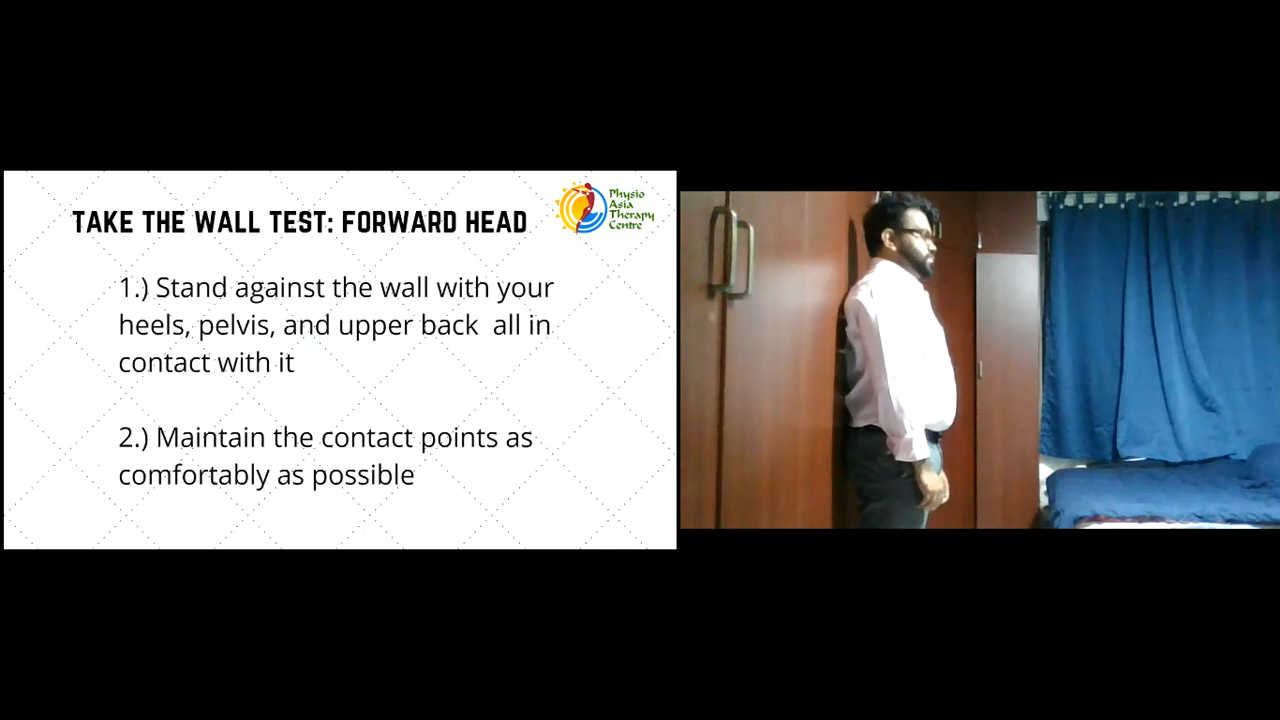 TAKE THE WALL TEST: FORWARD HEAD
Physio
Asia
Therapy
Centre
1.) Stand against the wall with your
heels, pelvis, and upper back all in
contact with it
2.) Maintain the contact points as
comfortably as possible